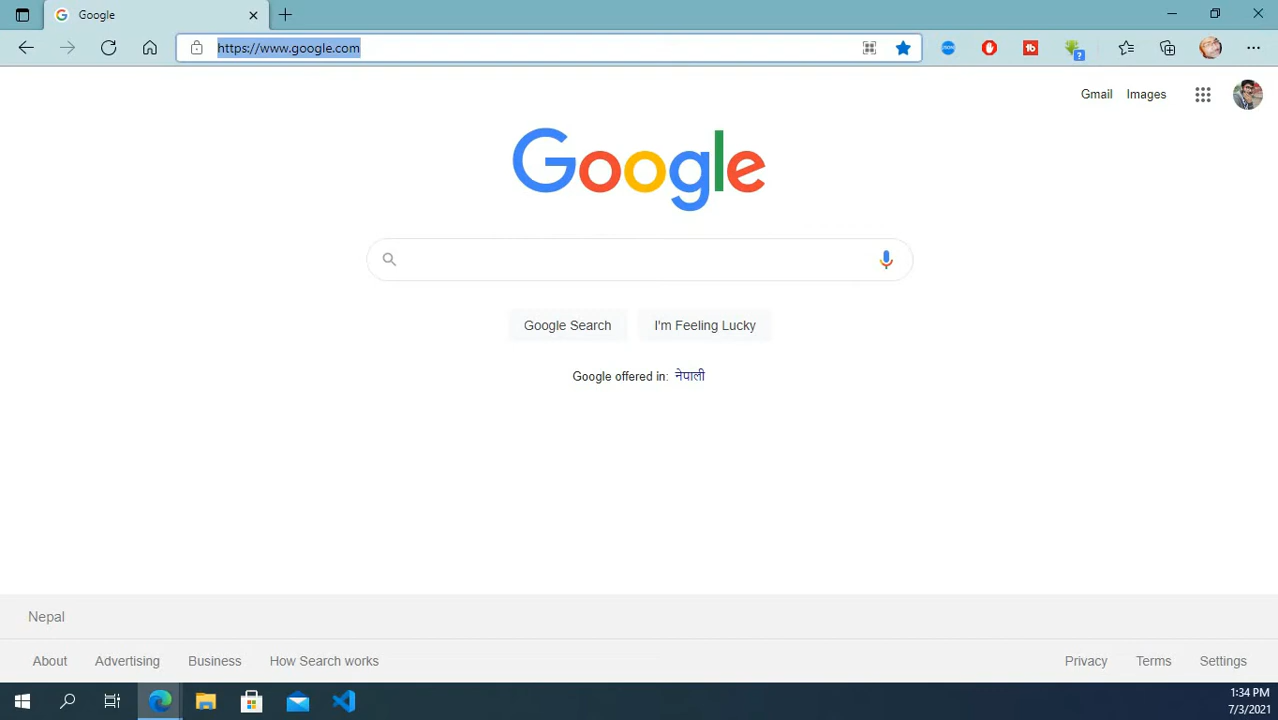 Google
https://www.google.com
Gmail Images
Google
Google Search I'm Feeling Lucky
Google offered in: नेपाली
Nepal
About Advertising Business How Search works Privacy Terms Settings
1:34 PM
7/3/2021